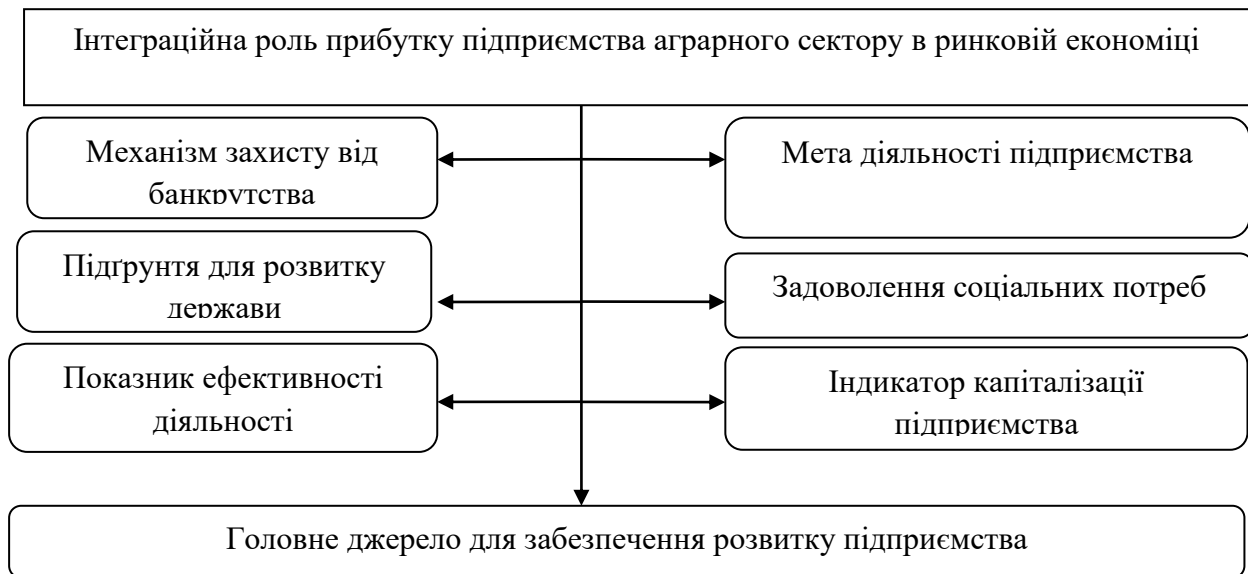 Інтеграційна роль прибутку підприємства аграрного сектору в ринковій економіці
Механізм захисту від
банкрутства
Мета діяльності підприємства
Підґрунтя для розвитку
держави
Задоволення соціальних потреб
Показник ефективності
діяльності
Індикатор капіталізації
підприємства
Головне джерело для забезпечення розвитку підприємства